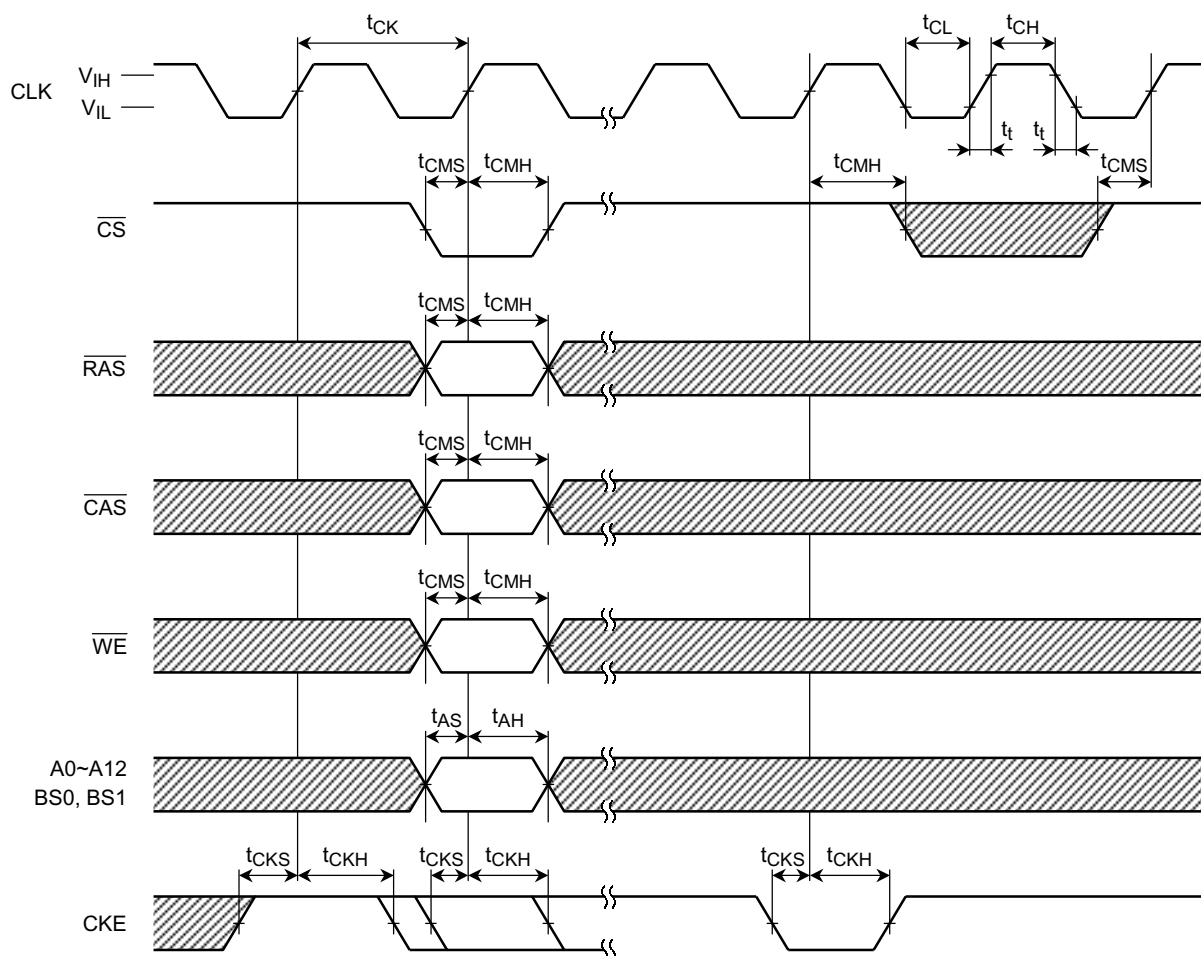 tCK tCL tCH
CLK VIH
VIL
tt tt
tCMS tCMH tCMH tCMS
CS
tCMS tCMH
RAS
tCMS tCMH
CAS
tCMS tCMH
WE
tAS tAH
A0~A12
BS0, BS1
tCKS tCKH tCKS tCKH tCKS tCKH
CKE